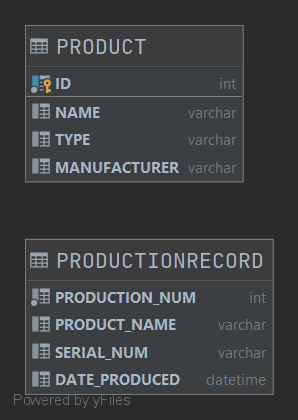 PRODUCT
ID int
NAME varchar
TYPE varchar
MANUFACTURER varchar
PRODUCTIONRECORD
PRODUCTION_NUM int
PRODUCT_NAME varchar
SERIAL_NUM varchar
DATE_PRODUCED datetime
Powered by yFiles